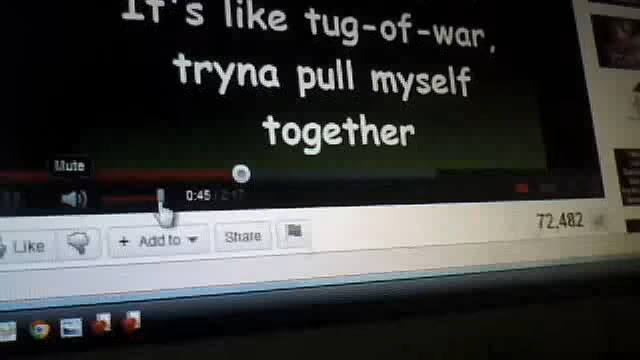 It's like tug-of-war,
tryna pull myself
together
Mute
0:45
Like
+ Add to
Share
72,482